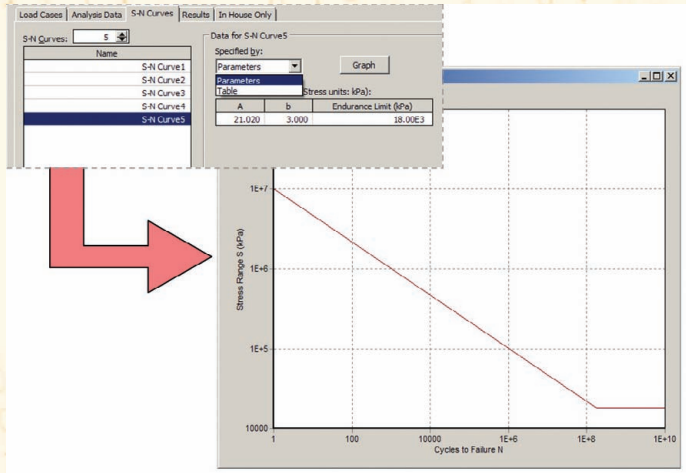 Load Cases Analysis Data S-N Curves Results In House Only
S-N Curves: 5
Name
S-N Curve1
S-N Curve2
S-N Curve3
S-N Curve4
S-N Curve5
Data for S-N Curve5
Specified by:
Parameters
Graph
Parameters
Table
Stress units: kPa):
A b Endurance Limit (kPa)
21.020 3.000 18.00E3
Stress Range S (kPa)
1E+7
1E+6
1E+5
10000
1 100 10000 1E+6 1E+8 1E+10
Cycles to Failure N